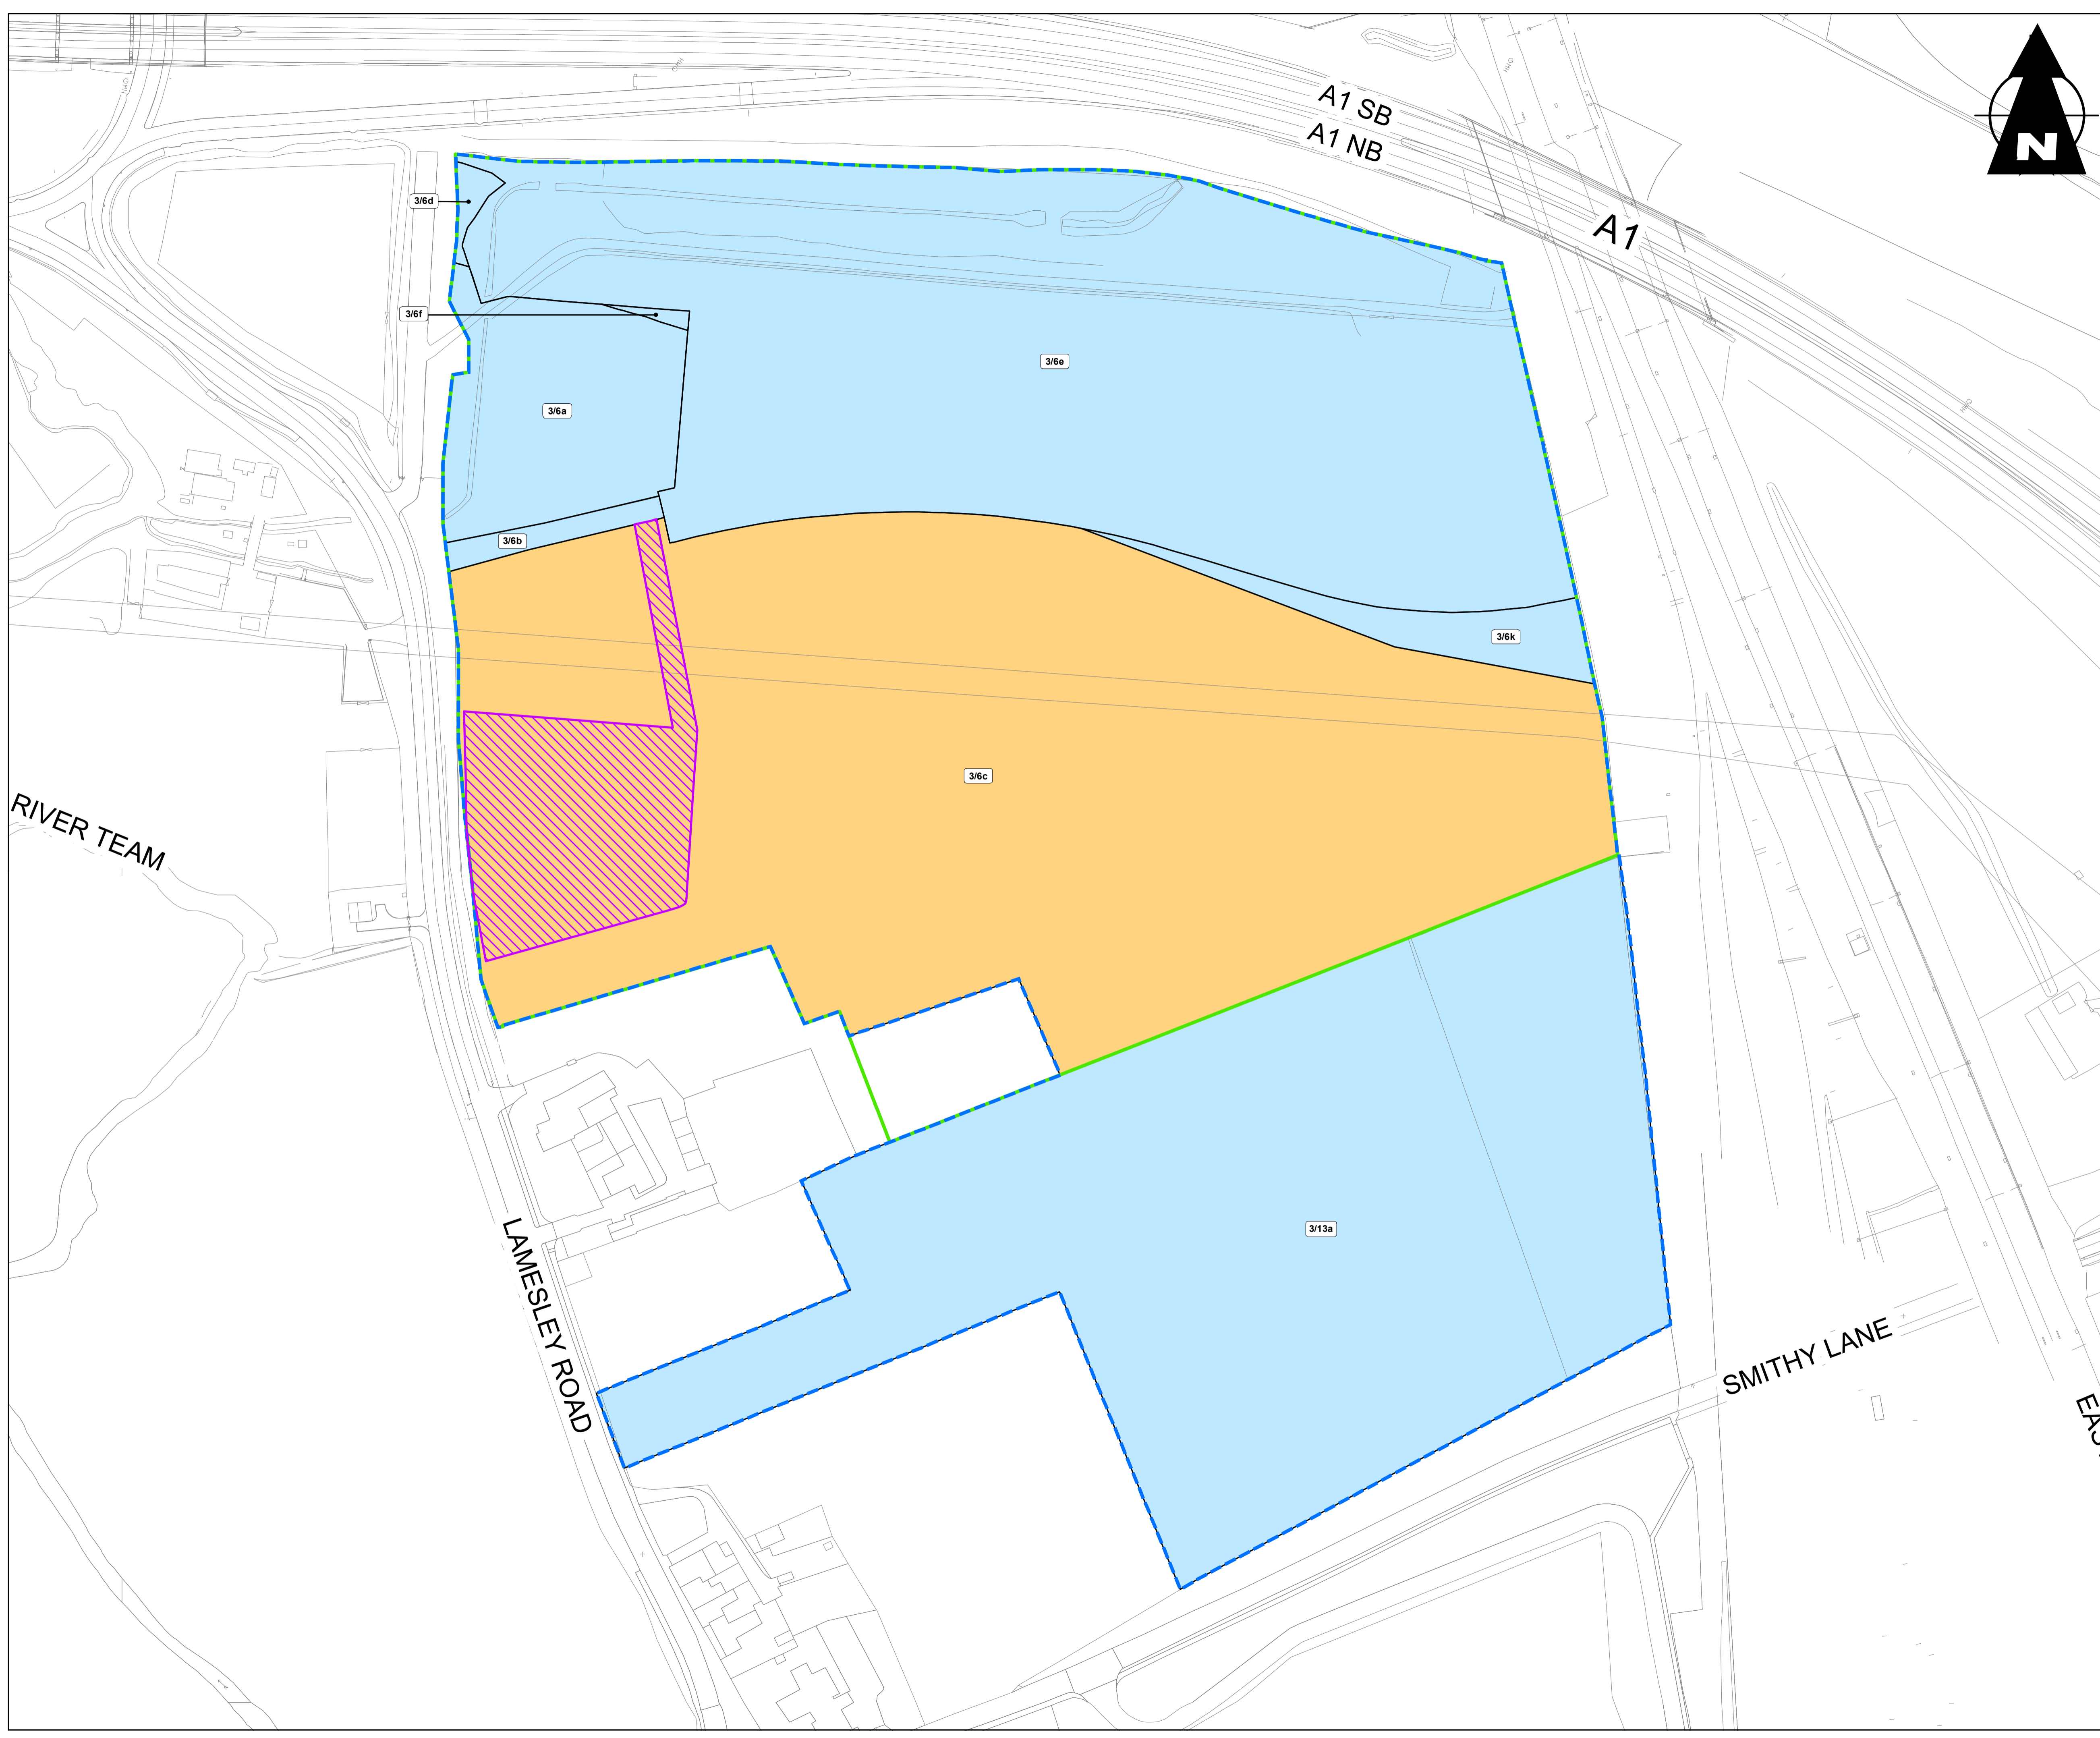 A1 SB
A1 NB
N
A1
3/6d
3/6f
3/6e
3/6a
3/6b
3/6k
3/6c
RIVER TEAM
3/13a
LAMESLEY ROAD
SMITHY LANE